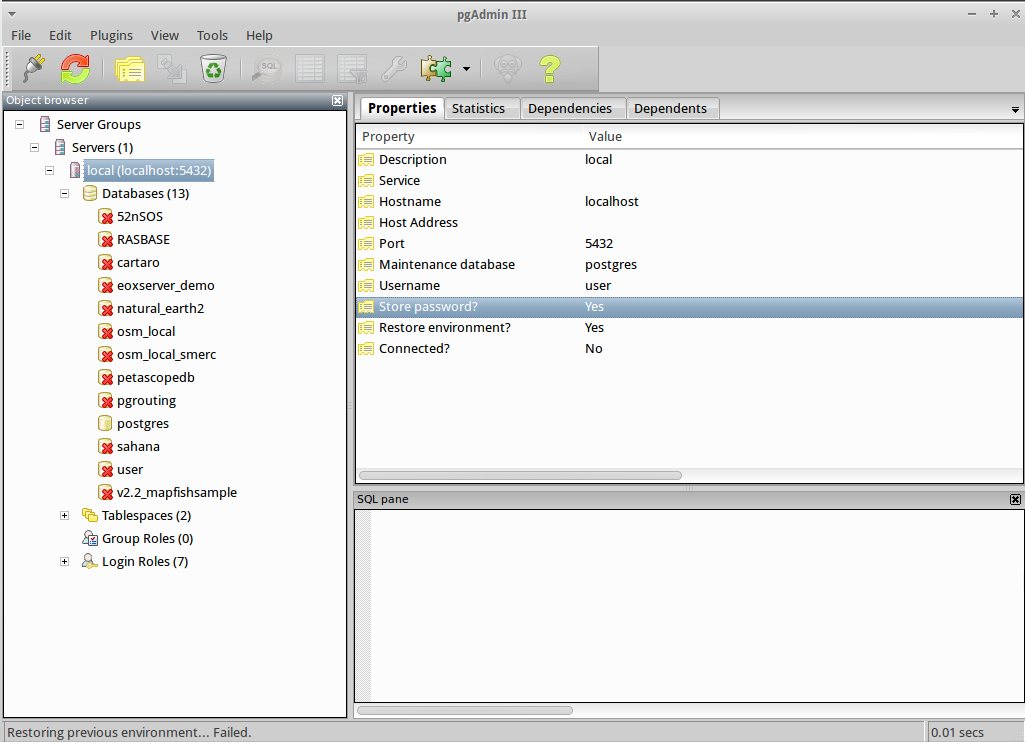 pgAdmin III
File Edit Plugins View Tools Help
SQL
Object browser
Server Groups
Servers (1)
local (localhost:5432)
Databases (13)
52nSOS
RASBASE
cartaro
eoxserver_demo
natural_earth2
osm_local
osm_local_smerc
petascopedb
pgrouting
postgres
sahana
user
v2.2_mapfishsample
Tablespaces (2)
Group Roles (0)
Login Roles (7)
Properties Statistics Dependencies Dependents
Property Value
Description local
Service
Hostname localhost
Host Address
Port 5432
Maintenance database postgres
Username user
Store password? Yes
Restore environment? Yes
Connected? No
SQL pane
Restoring previous environment... Failed. 0.01 secs